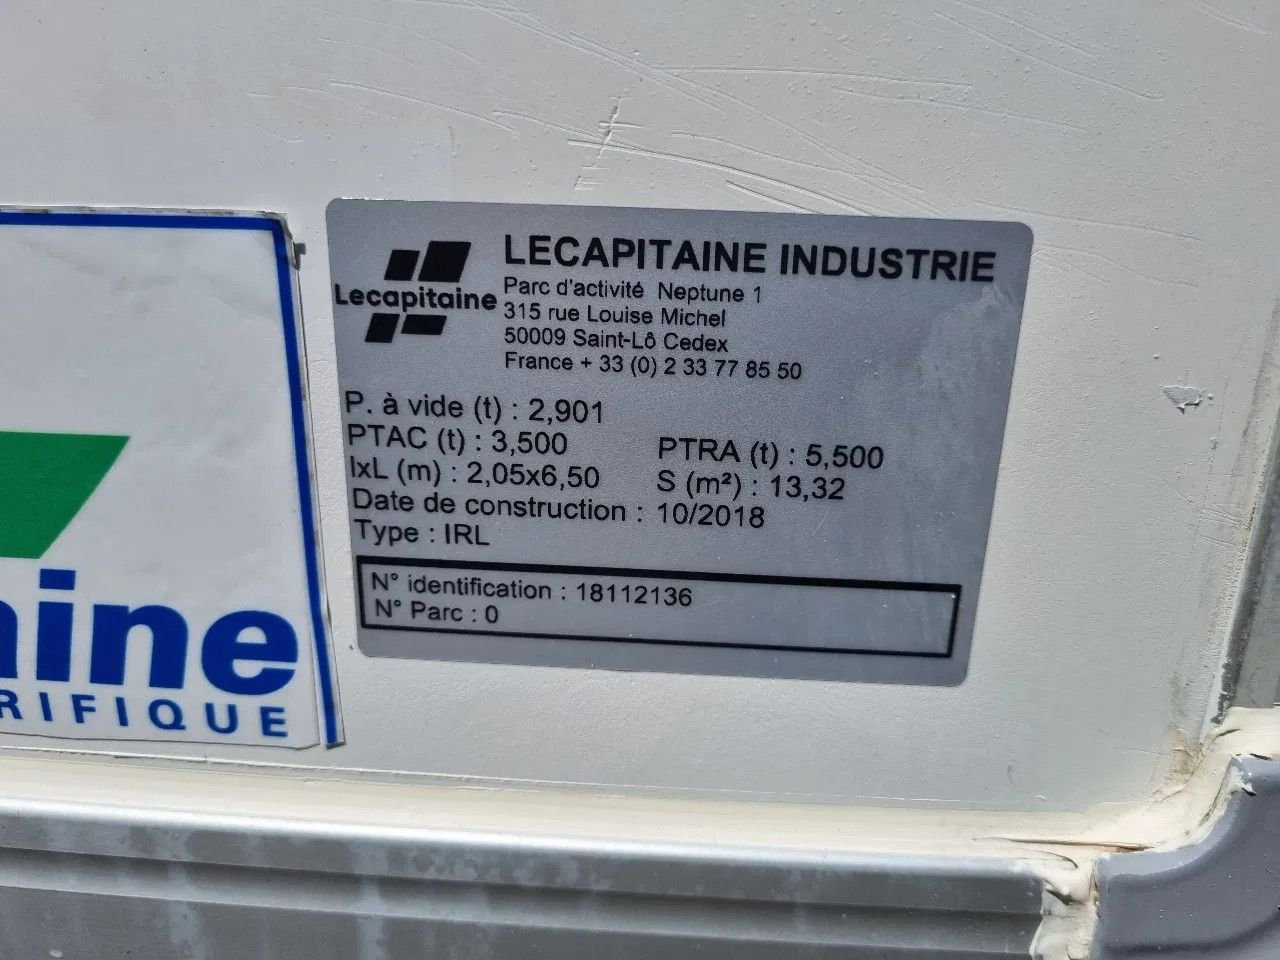 Lecapitaine
LECAPITAINE INDUSTRIE
Parc d'activité Neptune 1
315 rue Louise Michel
50009 Saint-Lô Cedex
France + 33 (0) 2 33 77 85 50
P. à vide (t) : 2,901
PTAC (t) : 3,500 PTRA (t) : 5,500
lxL (m) : 2,05x6,50 S (m²) : 13,32
Date de construction : 10/2018
Type : IRL
N° identification : 18112136
N° Parc : 0
aine
RIFIQUE